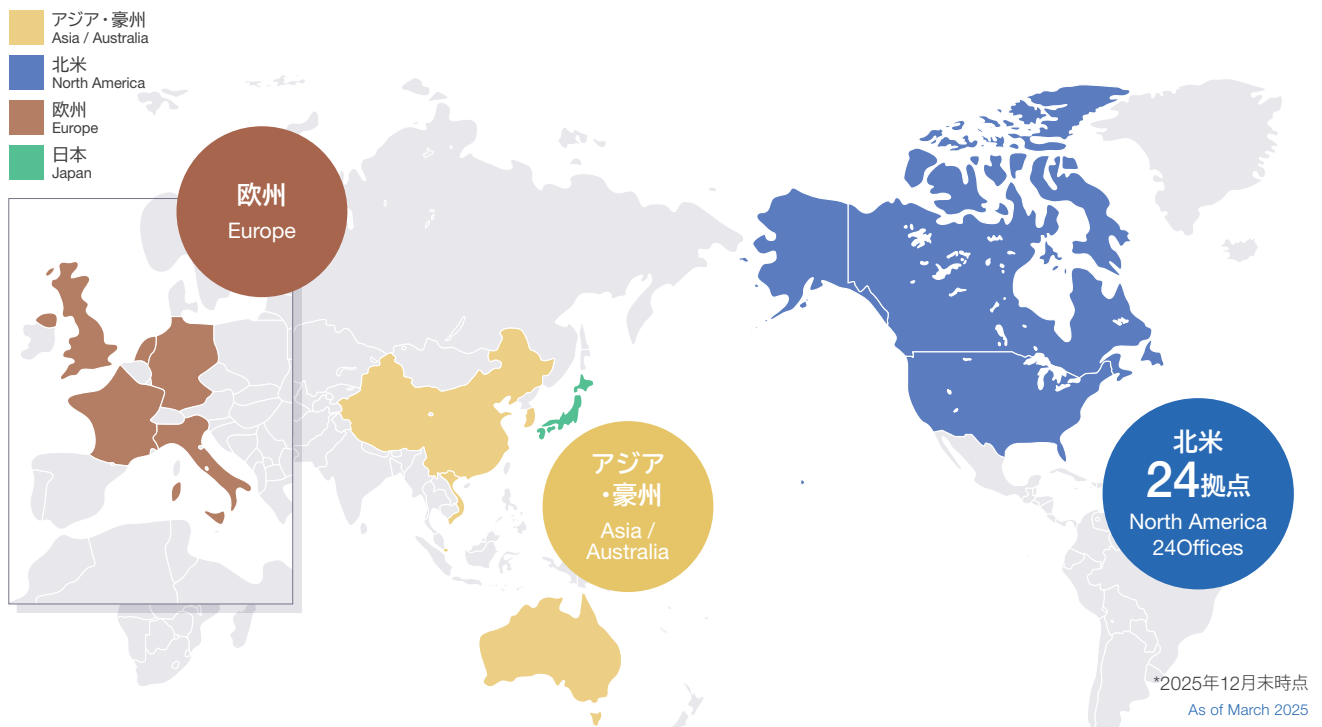 アジア・豪州
Asia / Australia
北米
North America
欧州
Europe
日本
Japan
欧州
Europe
アジア
・豪州
Asia /
Australia
北米
24拠点
North America
24Offices
*2025年12月末時点
As of March 2025